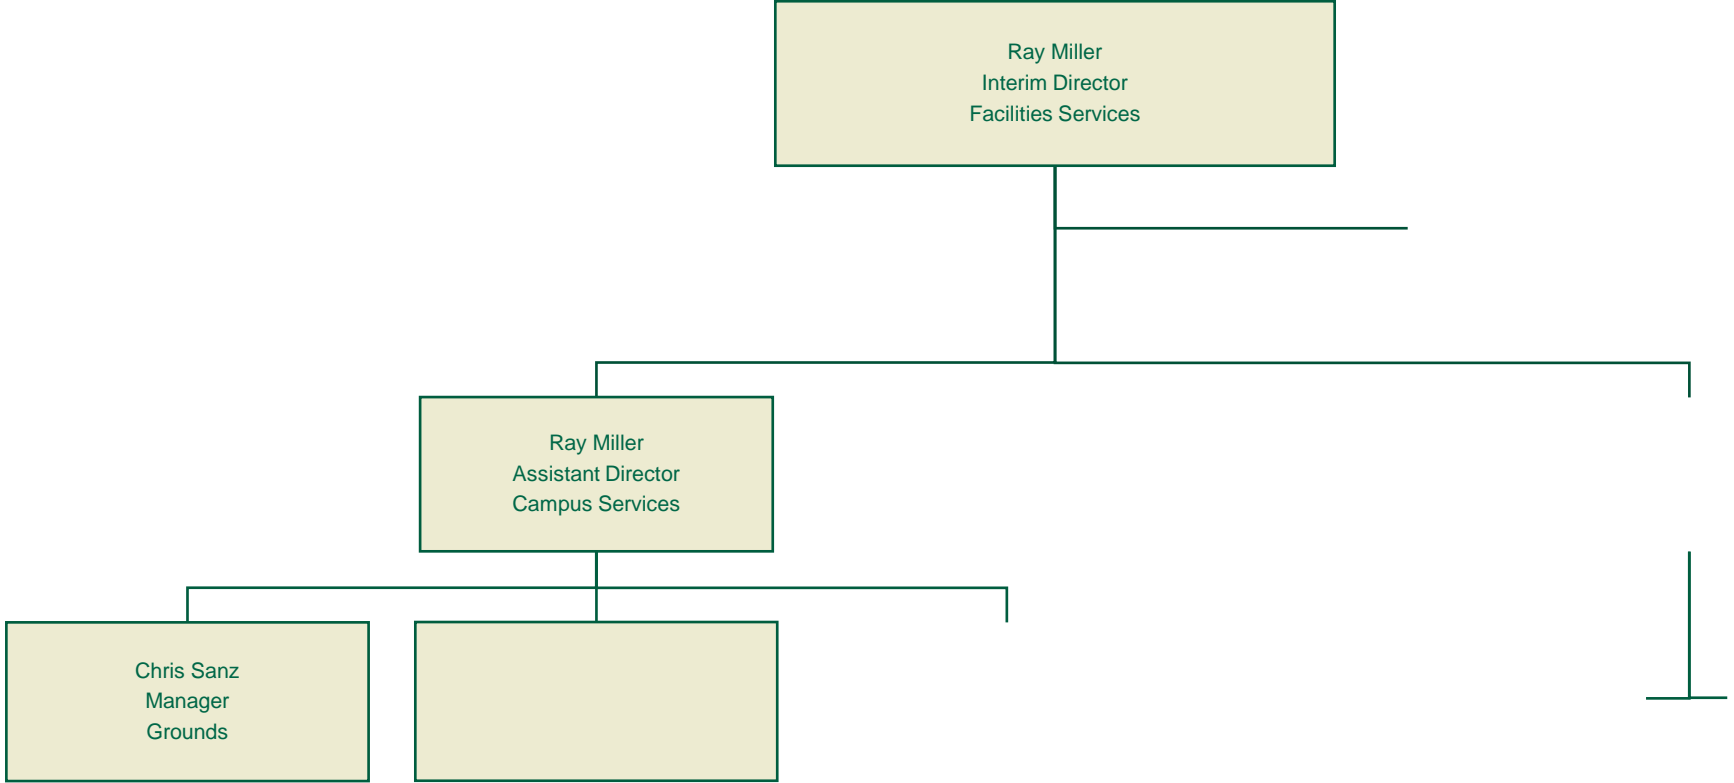 Ray Miller
Interim Director
Facilities Services
Ray Miller
Assistant Director
Campus Services
Chris Sanz
Manager
Grounds